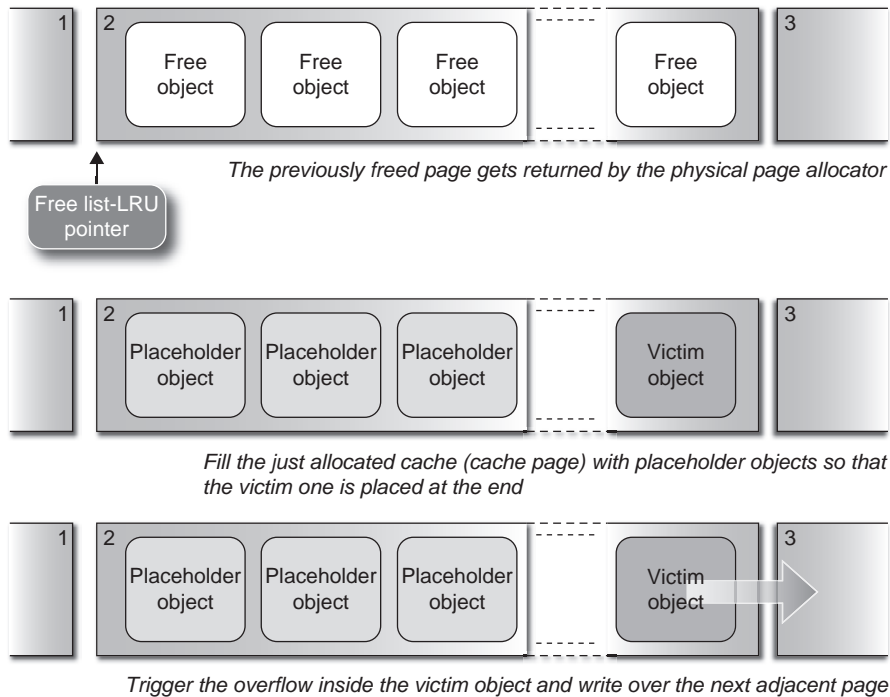 1
2
3
Free
object
Free
object
Free
object
Free
object
The previously freed page gets returned by the physical page allocator
Free list-LRU
pointer
1
2
3
Placeholder
object
Placeholder
object
Placeholder
object
Victim
object
Fill the just allocated cache (cache page) with placeholder objects so that
the victim one is placed at the end
1
2
3
Placeholder
object
Placeholder
object
Placeholder
object
Victim
object
Trigger the overflow inside the victim object and write over the next adjacent page